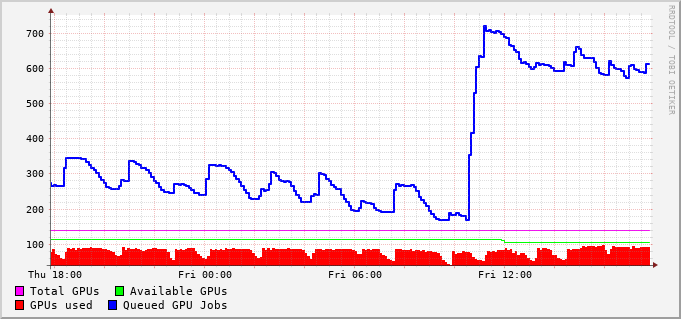 RRDTOOL / TOBI OETIKER
700
600
500
400
300
200
100
Thu 18:00 Fri 00:00 Fri 06:00 Fri 12:00
Total GPUs Available GPUs
GPUs used Queued GPU Jobs